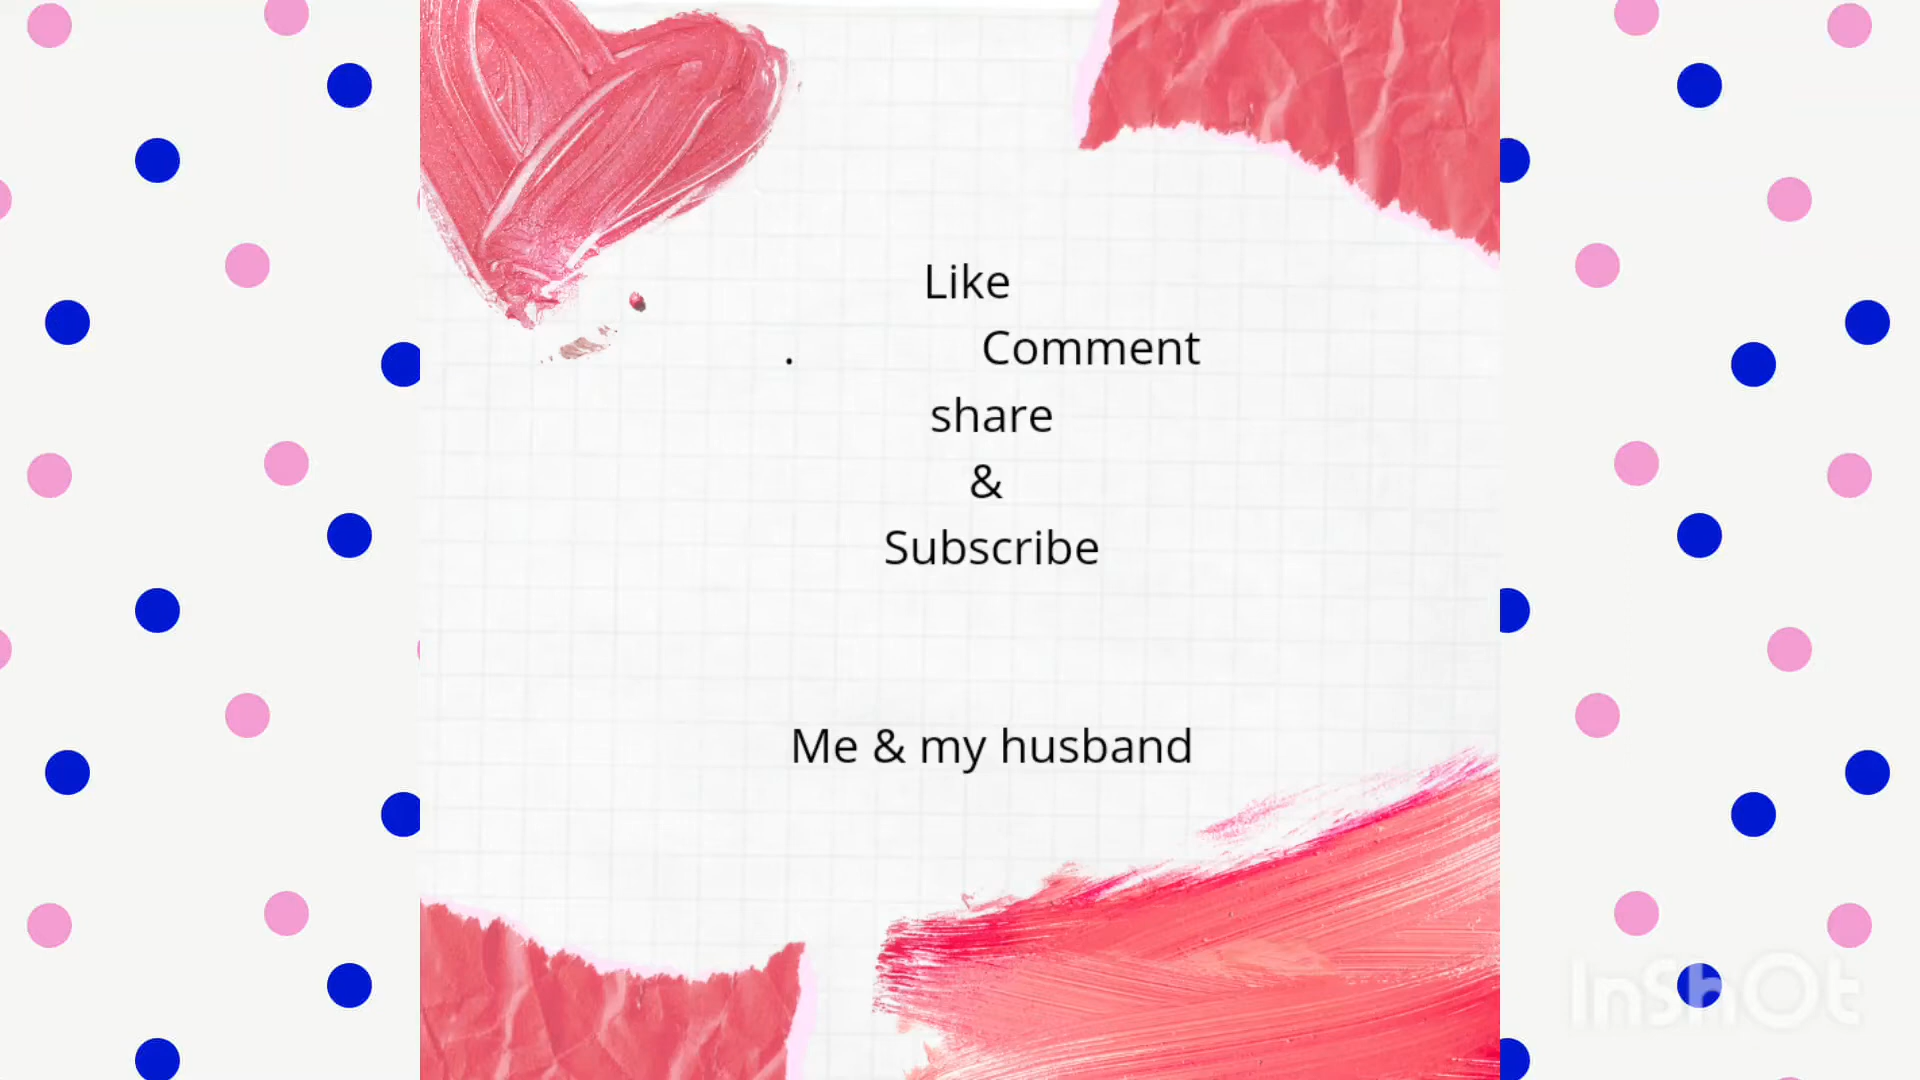 Like
. Comment
share
&
Subscribe
Me & my husband
InShOt